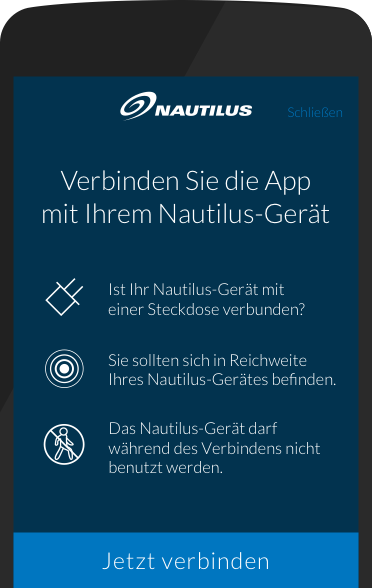 NAUTILUS
Schließen
Verbinden Sie die App
mit Ihrem Nautilus-Gerät
Ist Ihr Nautilus-Gerät mit
einer Steckdose verbunden?
Sie sollten sich in Reichweite
Ihres Nautilus-Gerätes befinden.
Das Nautilus-Gerät darf
während des Verbindens nicht
benutzt werden.
Jetzt verbinden